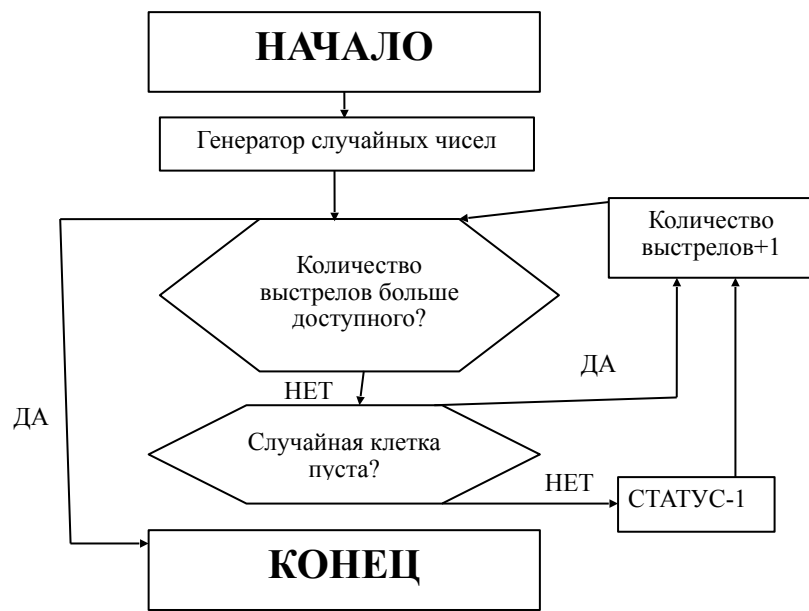 НАЧАЛО
Генератор случайных чисел
Количество
выстрелов+1
Количество
выстрелов больше
доступного?
ДА
НЕТ
ДА
Случайная клетка
пуста?
НЕТ
СТАТУС-1
КОНЕЦ